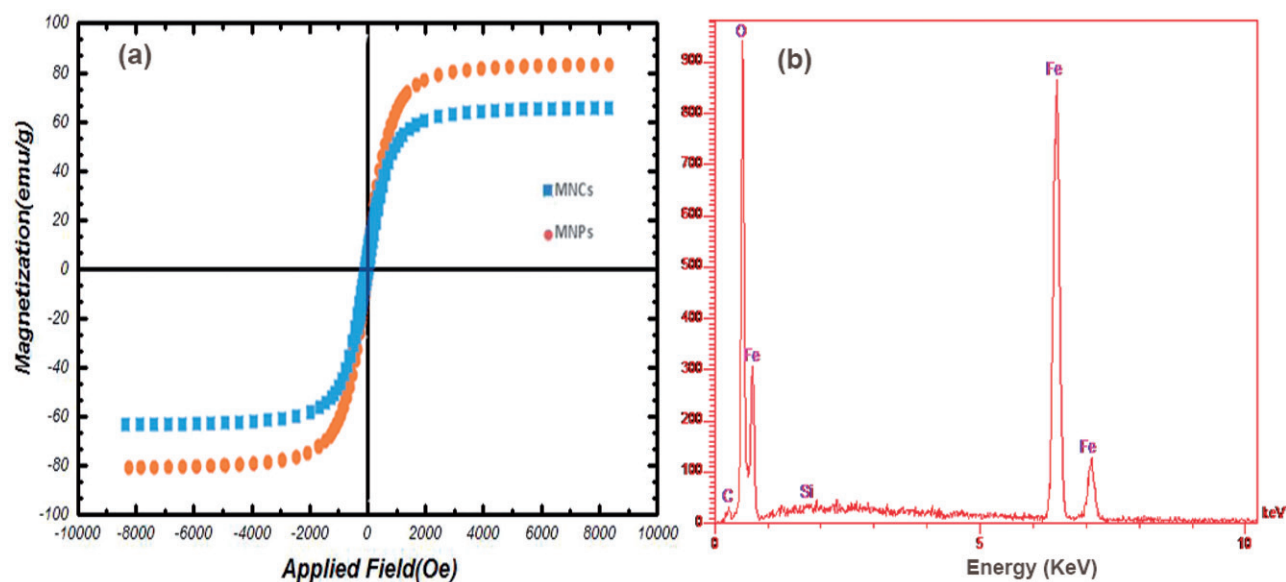 (a)
Magnetization(emu/g)
100
80
60
40
20
0
-20
-40
-60
-80
-100
MNCs
MNPs
-10000 -8000 -6000 -4000 -2000 0 2000 4000 6000 8000 10000
Applied Field(Oe)
(b)
O
Fe
Fe
Fe
C
Si
900
800
700
600
500
400
300
200
100
0
0 5 10
keV
Energy (KeV)